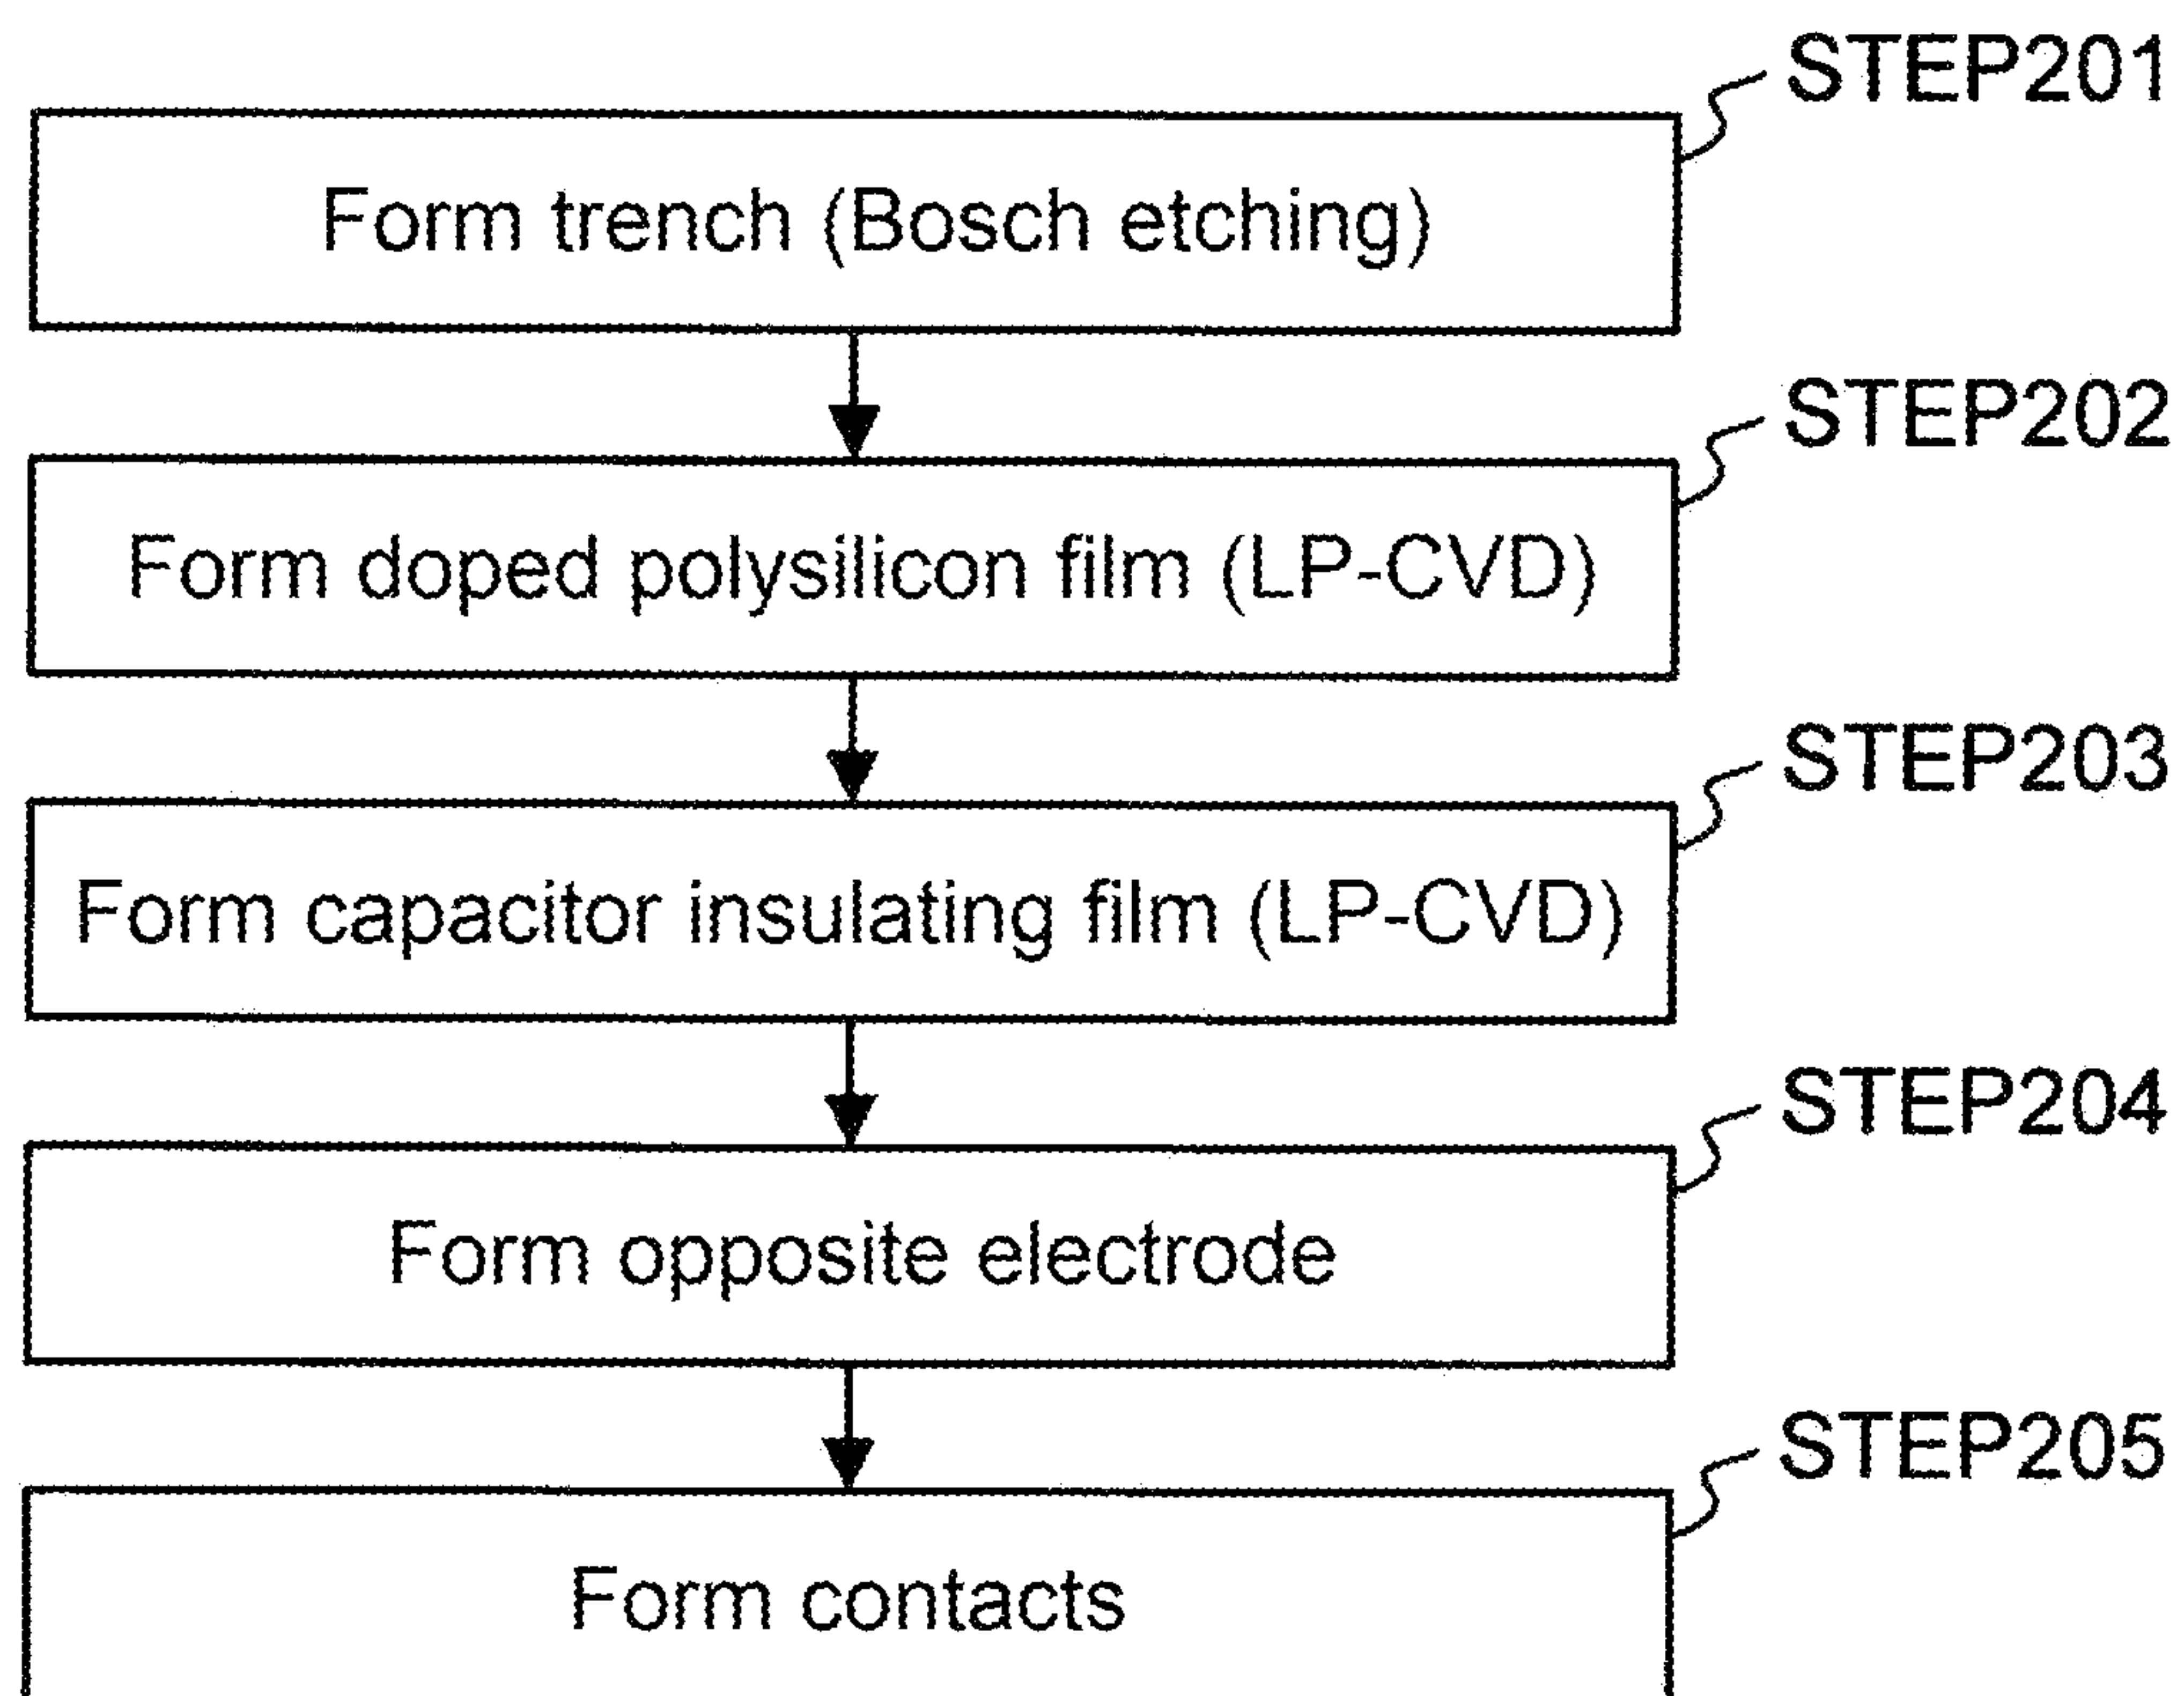 STEP201
Form trench (Bosch etching)
STEP202
Form doped polysilicon film (LP-CVD)
STEP203
Form capacitor insulating film (LP-CVD)
STEP204
Form opposite electrode
STEP205
Form contacts